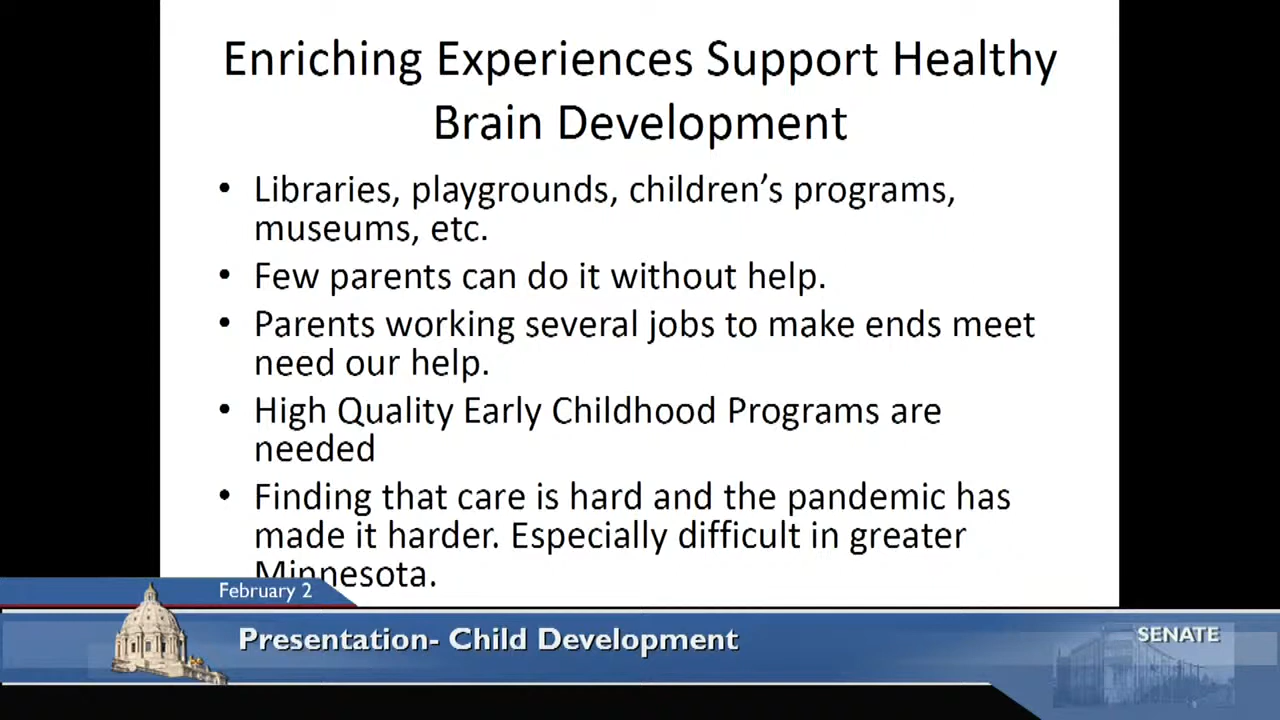 Enriching Experiences Support Healthy
Brain Development
• Libraries, playgrounds, children’s programs,
museums, etc.
• Few parents can do it without help.
• Parents working several jobs to make ends meet
need our help.
• High Quality Early Childhood Programs are
needed
• Finding that care is hard and the pandemic has
made it harder. Especially difficult in greater
Minnesota.
February 2
Presentation- Child Development
SENATE